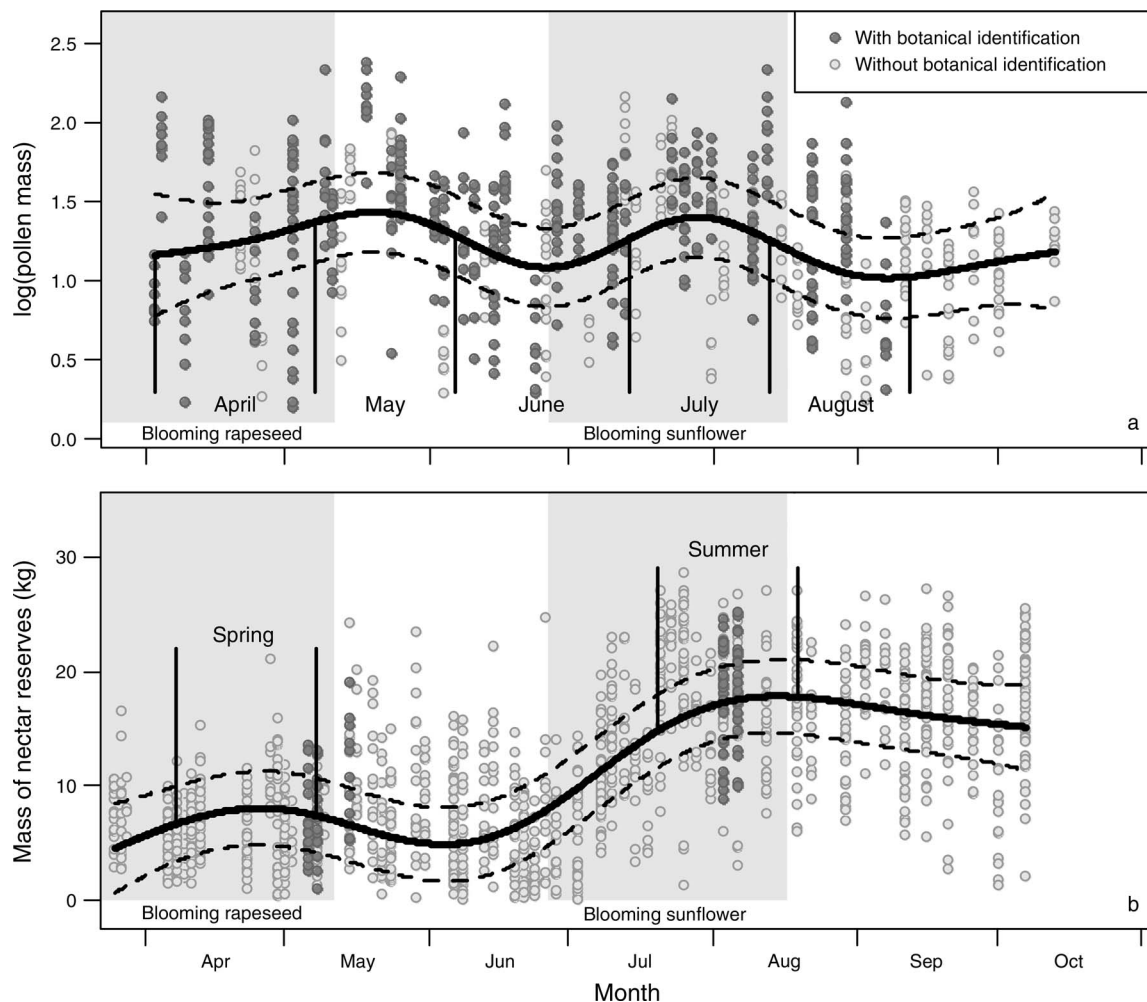 With botanical identification
Without botanical identification
log(pollen mass)
2.5
2.0
1.5
1.0
0.5
0.0
April May June July August
Blooming rapeseed Blooming sunflower
a
Mass of nectar reserves (kg)
30
20
10
0
Spring
Summer
Blooming rapeseed Blooming sunflower
b
Apr May Jun Jul Aug Sep Oct
Month